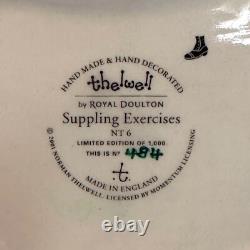 HAND MADE & HAND DECORATED
thelwell
by ROYAL DOULTON
Suppling Exercises
NT 6
LIMITED EDITION OF 1,000
THIS IS Nº 484
.t.
MADE IN ENGLAND
© 2001 NORMAN THELWELL. LICENSED BY MOMENTUM LICENSING